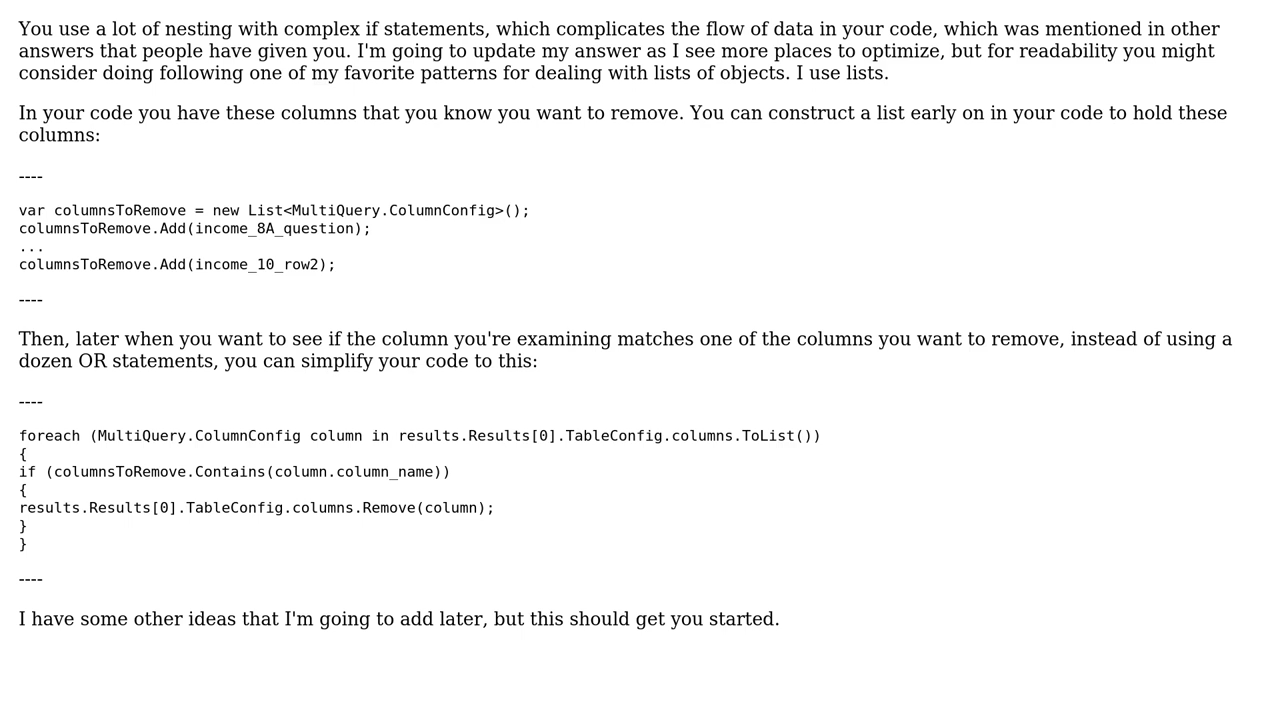 You use a lot of nesting with complex if statements, which complicates the flow of data in your code, which was mentioned in other
answers that people have given you. I'm going to update my answer as I see more places to optimize, but for readability you might
consider doing following one of my favorite patterns for dealing with lists of objects. I use lists.
In your code you have these columns that you know you want to remove. You can construct a list early on in your code to hold these
columns:
----
var columnsToRemove = new List<MultiQuery.ColumnConfig>();
columnsToRemove.Add(income_8A_question);
...
columnsToRemove.Add(income_10_row2);
----
Then, later when you want to see if the column you're examining matches one of the columns you want to remove, instead of using a
dozen OR statements, you can simplify your code to this:
----
foreach (MultiQuery.ColumnConfig column in results.Results[0].TableConfig.columns.ToList())
{
if (columnsToRemove.Contains(column.column_name))
{
results.Results[0].TableConfig.columns.Remove(column);
}
}
----
I have some other ideas that I'm going to add later, but this should get you started.